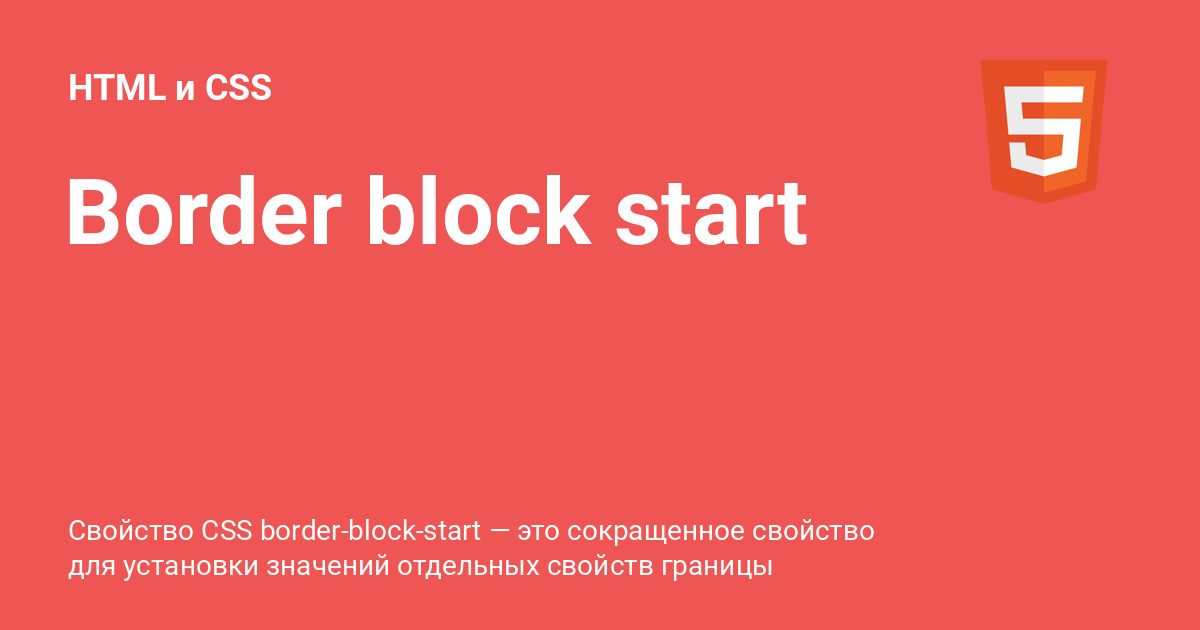 HTML и CSS
Border block start
Свойство CSS border-block-start — это сокращенное свойство
для установки значений отдельных свойств границы